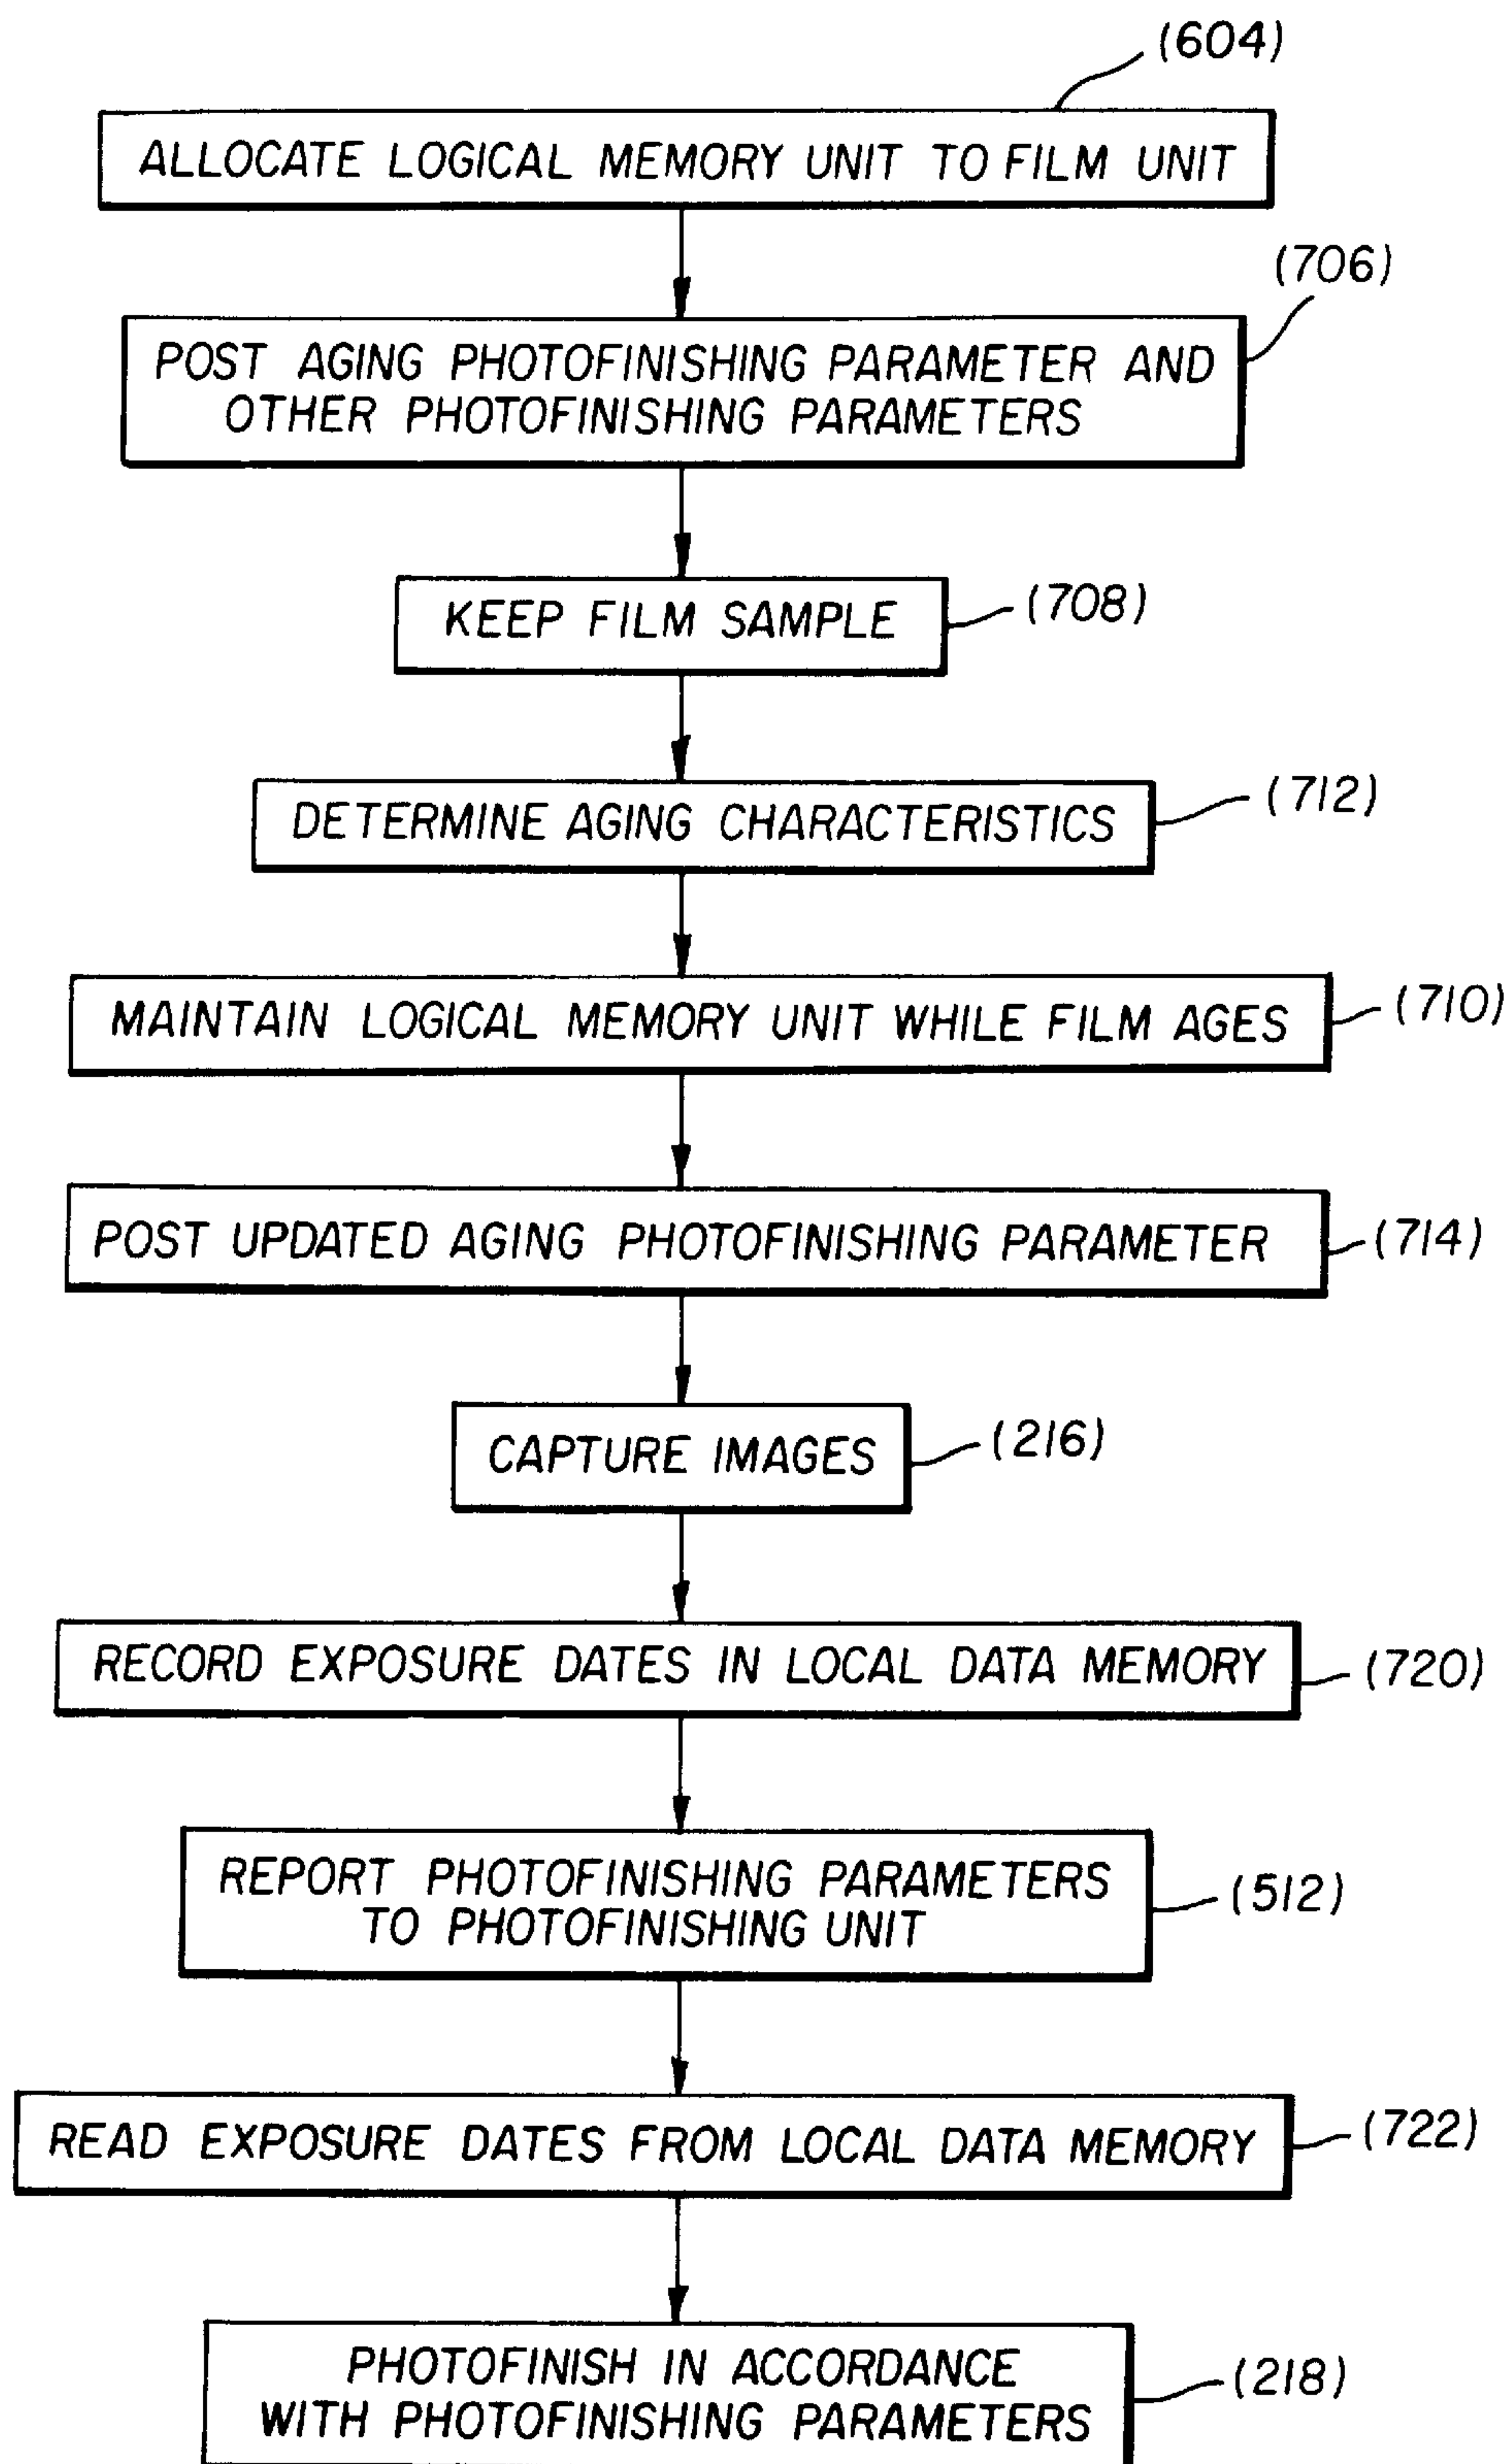 (604)
ALLOCATE LOGICAL MEMORY UNIT TO FILM UNIT
(706)
POST AGING PHOTOFINISHING PARAMETER AND
OTHER PHOTOFINISHING PARAMETERS
KEEP FILM SAMPLE
(708)
DETERMINE AGING CHARACTERISTICS
(712)
MAINTAIN LOGICAL MEMORY UNIT WHILE FILM AGES
(710)
POST UPDATED AGING PHOTOFINISHING PARAMETER
(714)
CAPTURE IMAGES
(216)
RECORD EXPOSURE DATES IN LOCAL DATA MEMORY
(720)
REPORT PHOTOFINISHING PARAMETERS
TO PHOTOFINISHING UNIT
(512)
READ EXPOSURE DATES FROM LOCAL DATA MEMORY
(722)
PHOTOFINISH IN ACCORDANCE
WITH PHOTOFINISHING PARAMETERS
(218)